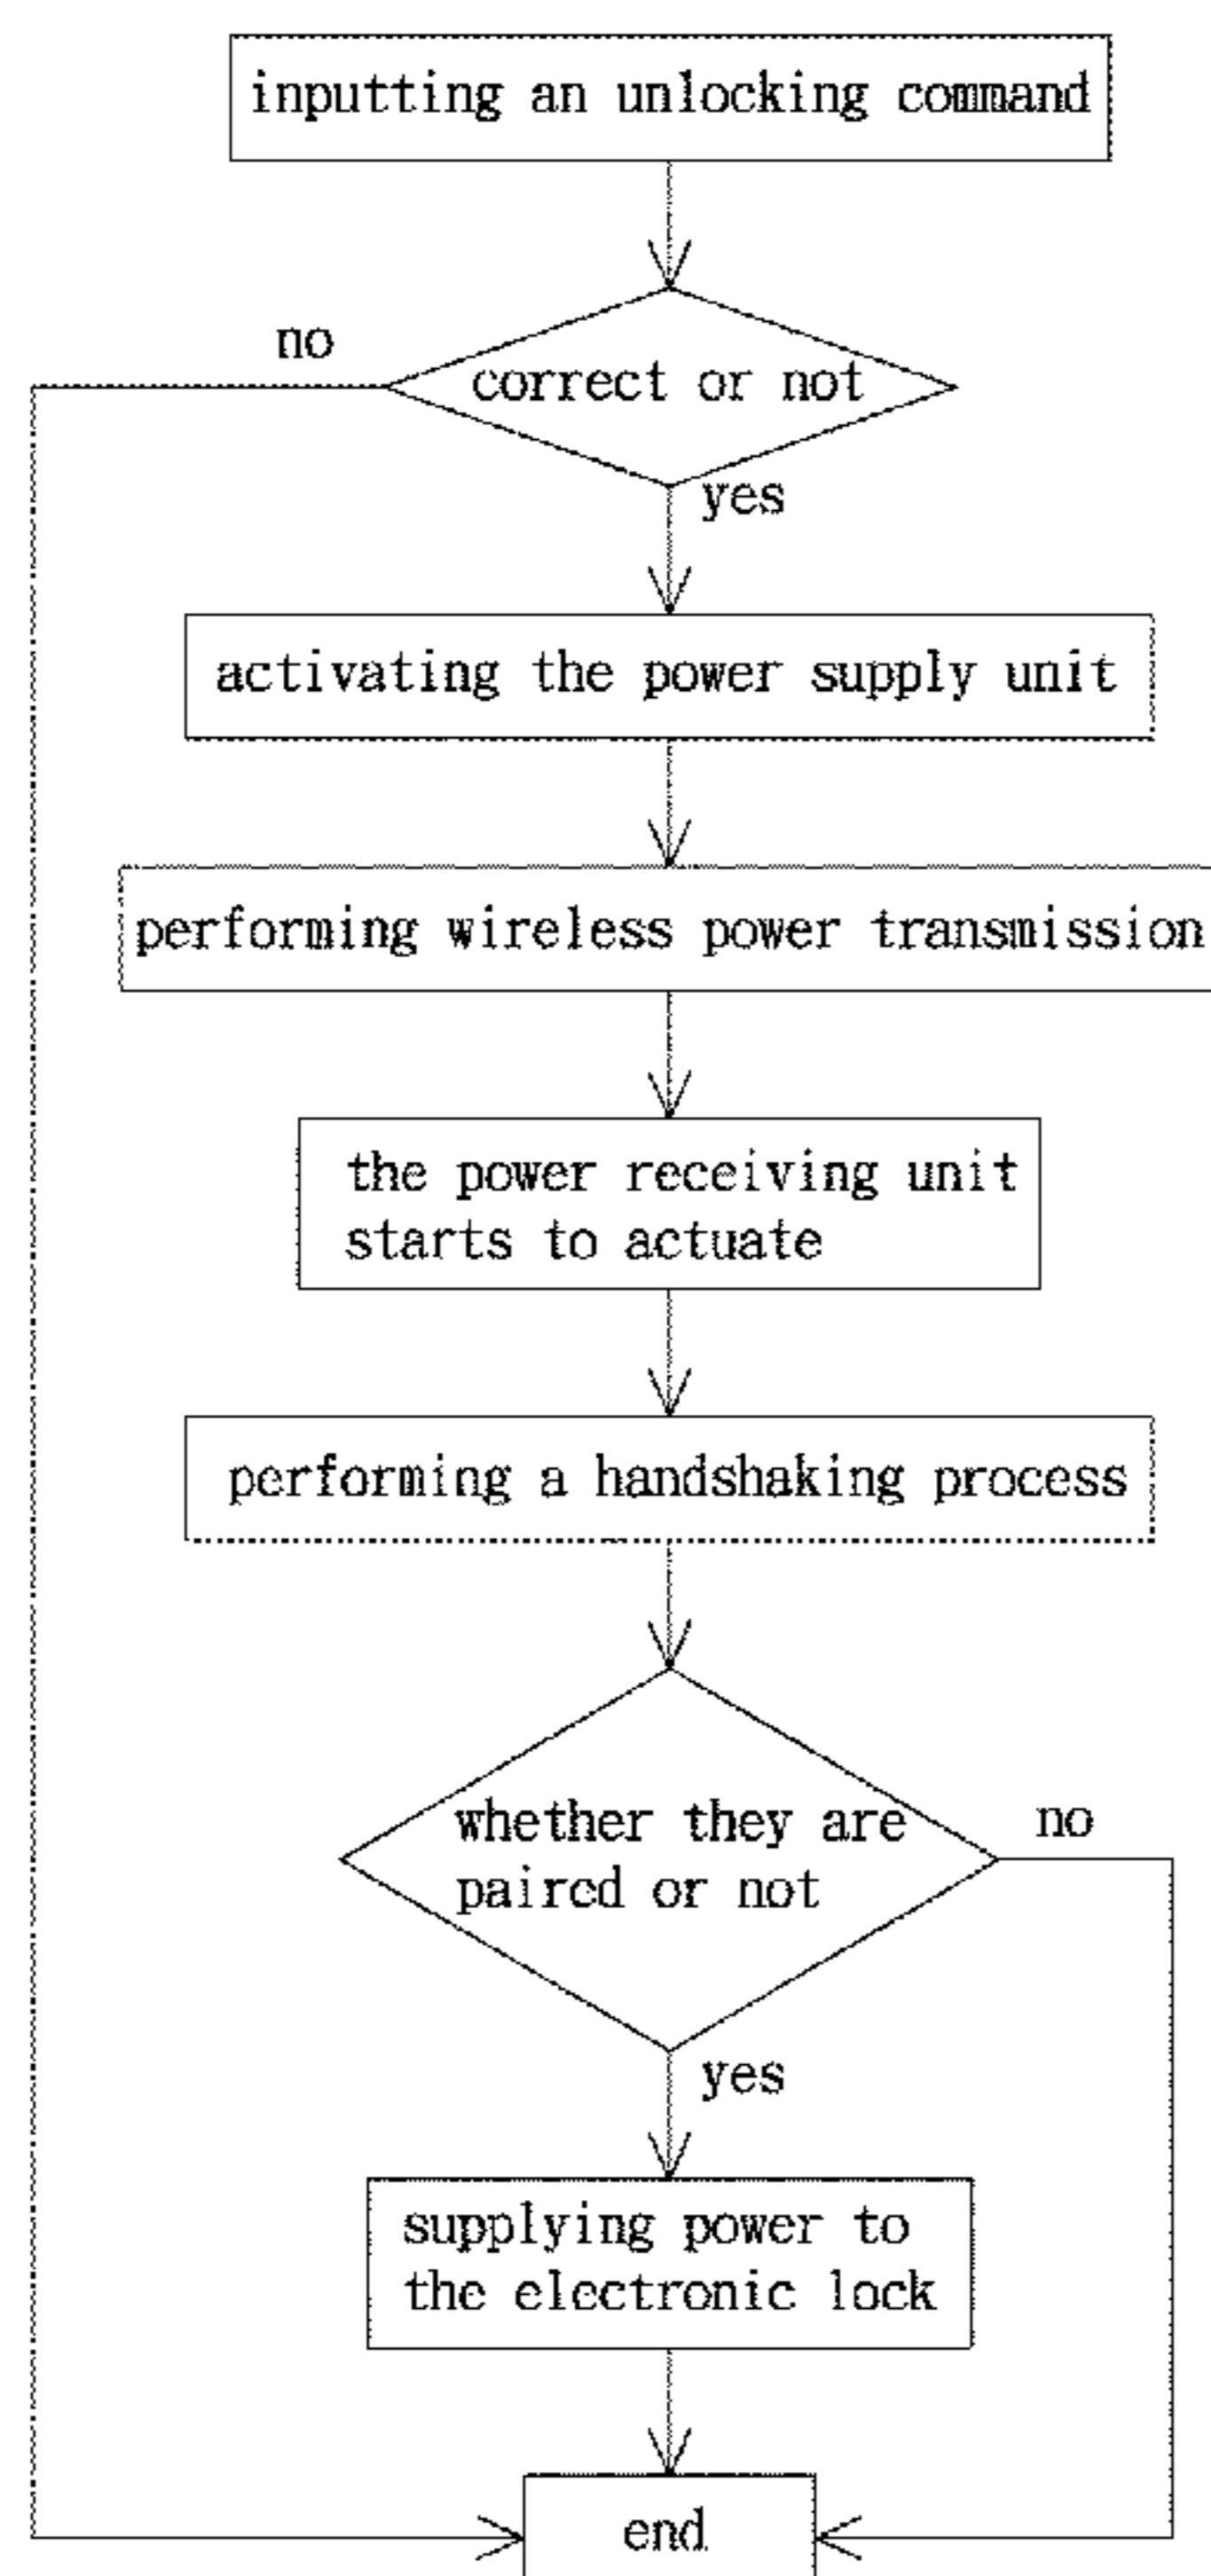 inputting an unlocking command
no
correct or not
yes
activating the power supply unit
performing wireless power transmission
the power receiving unit
starts to actuate
performing a handshaking process
whether they are
no
paired or not
yes
supplying power to
the electronic lock
end